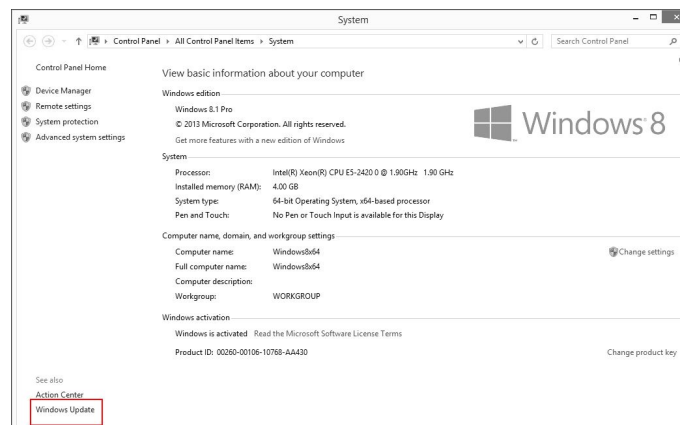 System
Control Panel All Control Panel Items System Search Control Panel
Control Panel Home
Device Manager
Remote settings
System protection
Advanced system settings
View basic information about your computer
Windows edition
Windows 8.1 Pro
© 2013 Microsoft Corporation. All rights reserved.
Get more features with a new edition of Windows
Windows 8
System
Processor: Intel(R) Xeon(R) CPU E5-2420 0 @ 1.90GHz 1.90 GHz
Installed memory (RAM): 4.00 GB
System type: 64-bit Operating System, x64-based processor
Pen and Touch: No Pen or Touch Input is available for this Display
Computer name, domain, and workgroup settings
Computer name: Windows8x64 Change settings
Full computer name: Windows8x64
Computer description:
Workgroup: WORKGROUP
Windows activation
Windows is activated Read the Microsoft Software License Terms
Product ID: 00260-00106-10768-AA430 Change product key
See also
Action Center
Windows Update